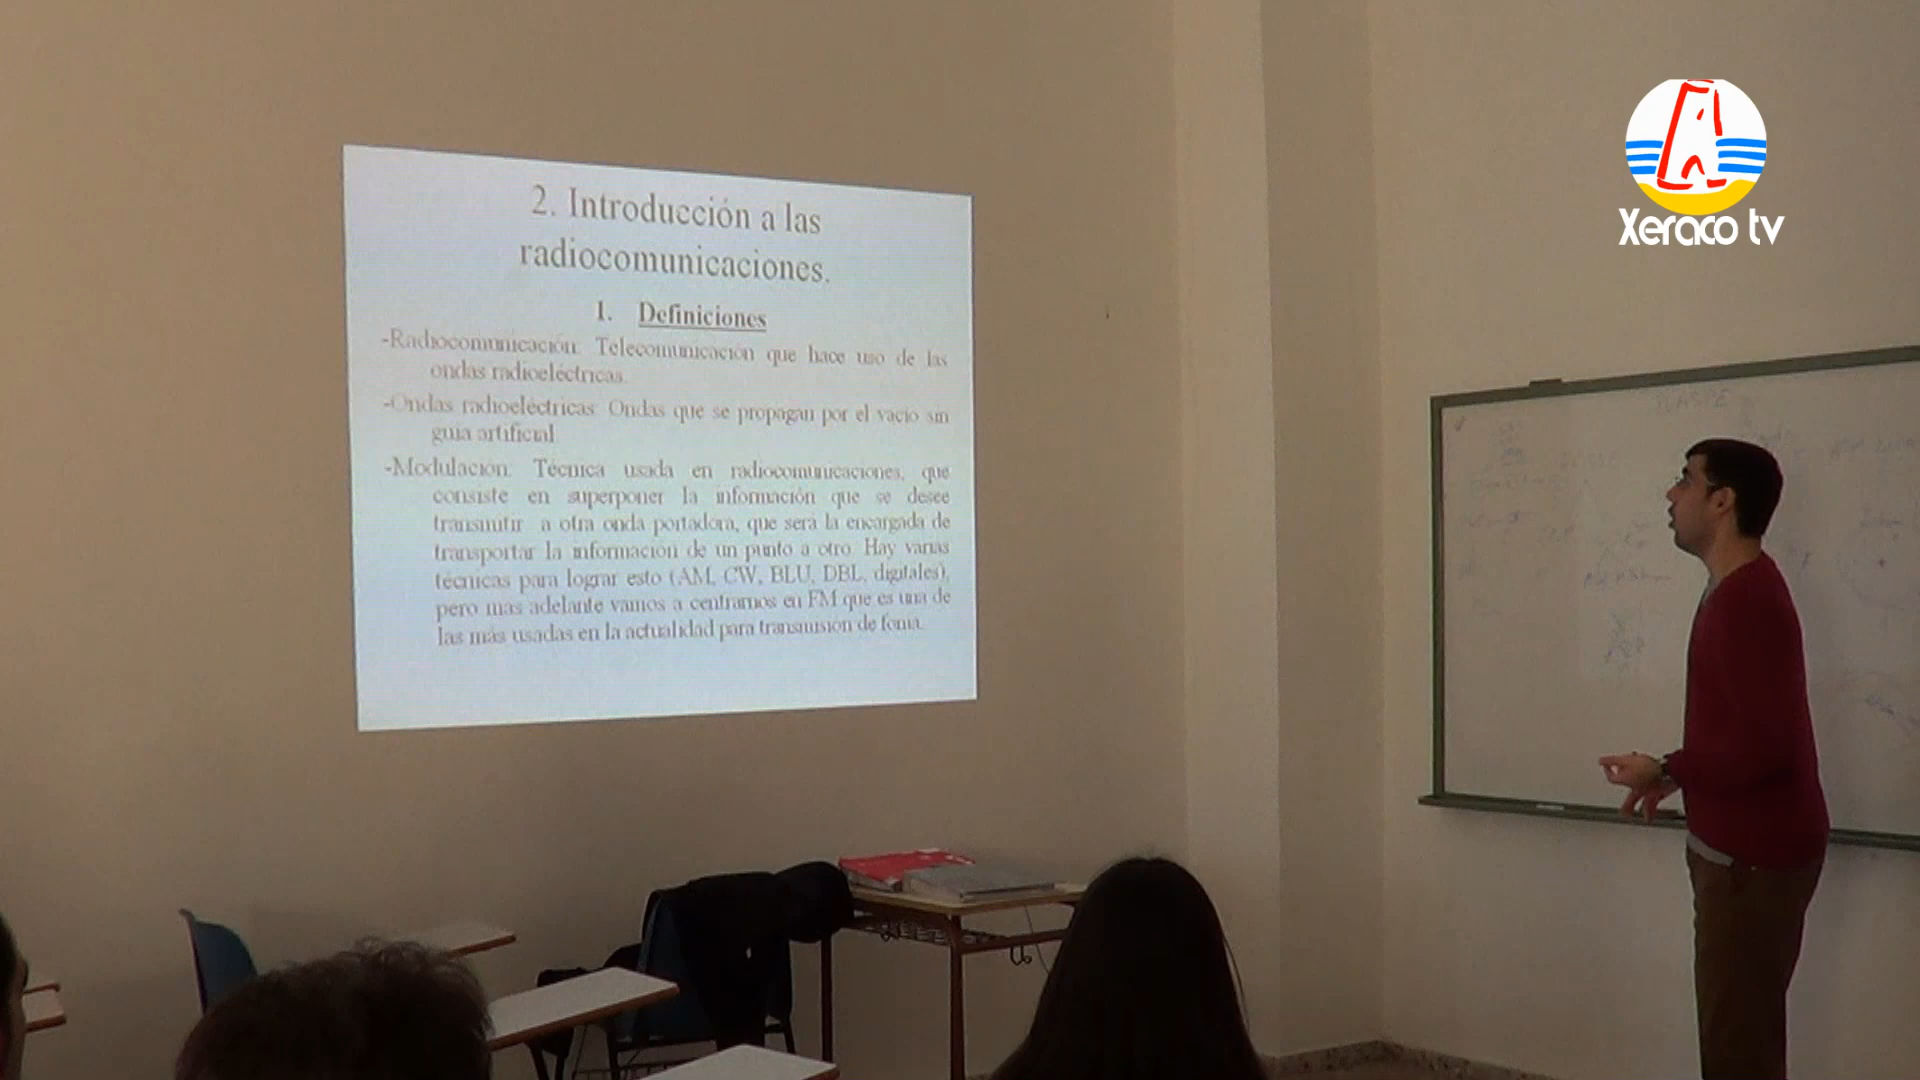 Xeraco tv
2. Introducción a las
radiocomunicaciones.
1. Definiciones
-Radiocomunicación: Telecomunicación que hace uso de las
ondas radioeléctricas.
-Ondas radioeléctricas: Ondas que se propagan por el vacío sin
guía artificial
-Modulación: Técnica usada en radiocomunicaciones, que
consiste en superponer la información que se desee
transmitir a otra onda portadora, que será la encargada de
transportar la información de un punto a otro. Hay varias
técnicas para lograr esto (AM, CW, BLU, DBL, digitales),
pero mas adelante vamos a centrarnos en FM que es una de
las más usadas en la actualidad para transmisión de fonía.